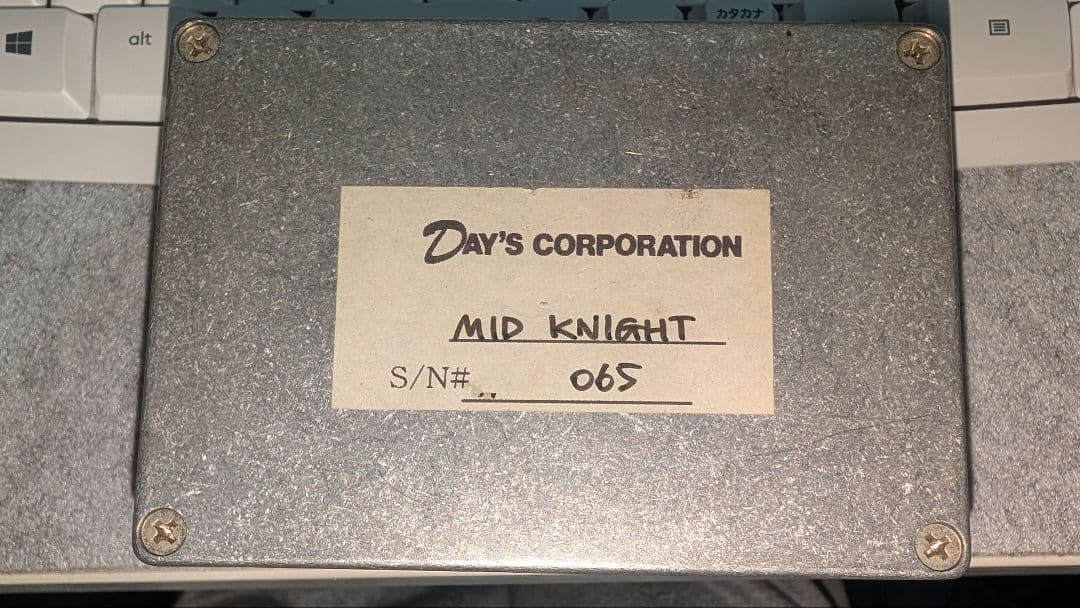 alt
カタカナ
DAY'S CORPORATION
MID KNIGHT
S/N# 065